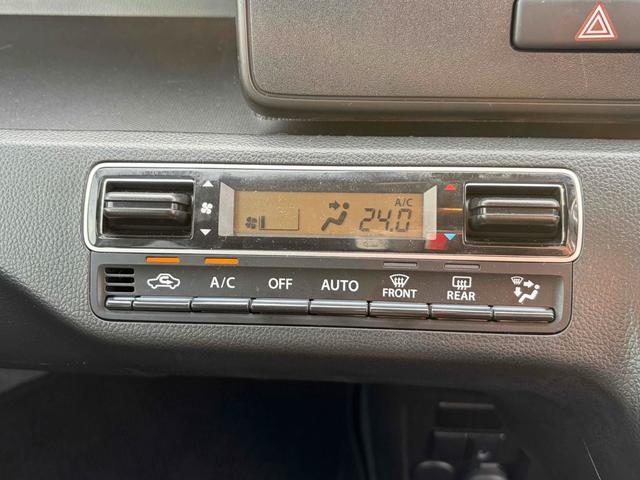 A/C
24.0
A/C OFF AUTO FRONT REAR